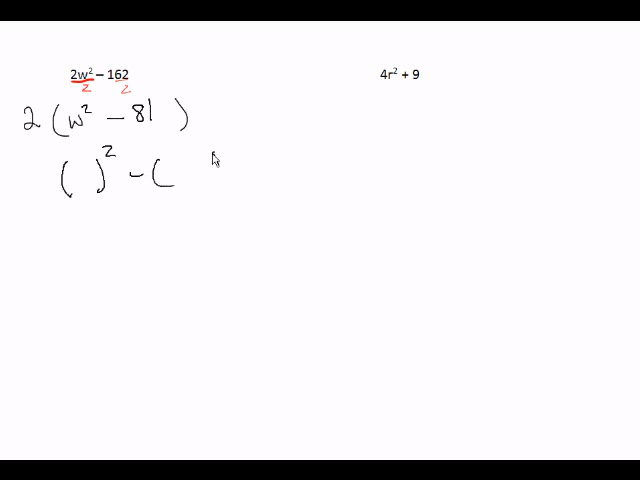 2w² – 162
2 2
2 (w² – 81 )
( )² – (
4r² + 9